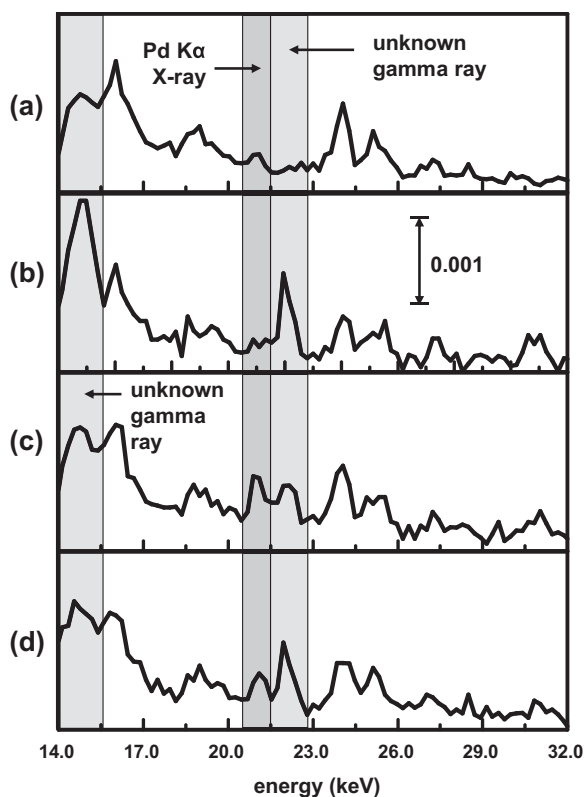 Pd Kα
X-ray
unknown
gamma ray
(a)
(b)
0.001
unknown
gamma
ray
(c)
(d)
14.0 17.0 20.0 23.0 26.0 29.0 32.0
energy (keV)